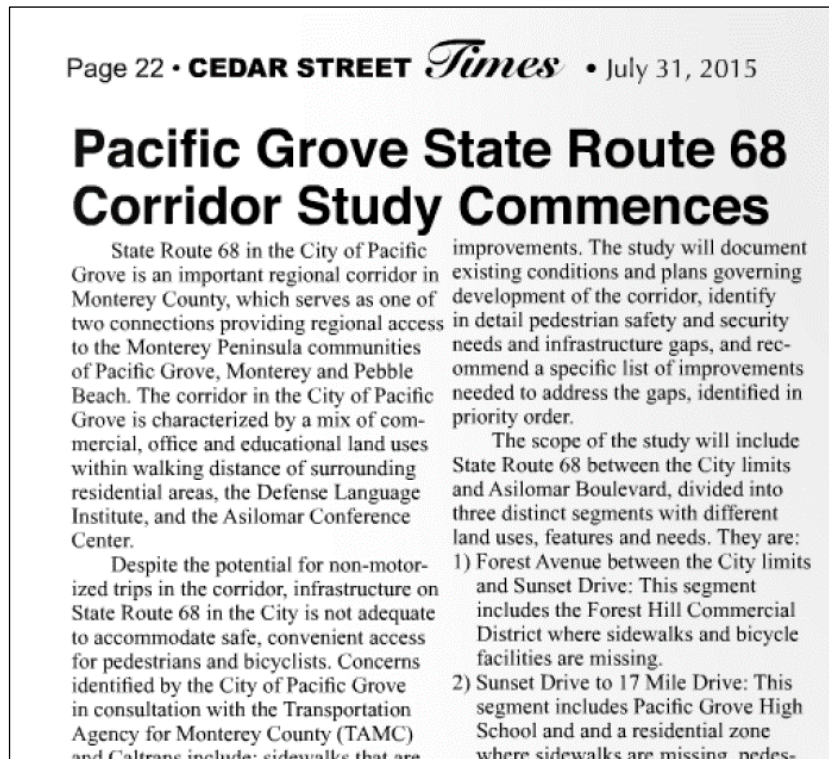 Page 22 • CEDAR STREET Times • July 31, 2015
Pacific Grove State Route 68
Corridor Study Commences
State Route 68 in the City of Pacific
Grove is an important regional corridor in
Monterey County, which serves as one of
two connections providing regional access
to the Monterey Peninsula communities
of Pacific Grove, Monterey and Pebble
Beach. The corridor in the City of Pacific
Grove is characterized by a mix of com-
mercial, office and educational land uses
within walking distance of surrounding
residential areas, the Defense Language
Institute, and the Asilomar Conference
Center.
Despite the potential for non-motor-
ized trips in the corridor, infrastructure on
State Route 68 in the City is not adequate
to accommodate safe, convenient access
for pedestrians and bicyclists. Concerns
identified by the City of Pacific Grove
in consultation with the Transportation
Agency for Monterey County (TAMC)
and Caltrans include: sidewalks that are
improvements. The study will document
existing conditions and plans governing
development of the corridor, identify
in detail pedestrian safety and security
needs and infrastructure gaps, and rec-
ommend a specific list of improvements
needed to address the gaps, identified in
priority order.
The scope of the study will include
State Route 68 between the City limits
and Asilomar Boulevard, divided into
three distinct segments with different
land uses, features and needs. They are:
1) Forest Avenue between the City limits
and Sunset Drive: This segment
includes the Forest Hill Commercial
District where sidewalks and bicycle
facilities are missing.
2) Sunset Drive to 17 Mile Drive: This
segment includes Pacific Grove High
School and and a residential zone
where sidewalks are missing, pedes-